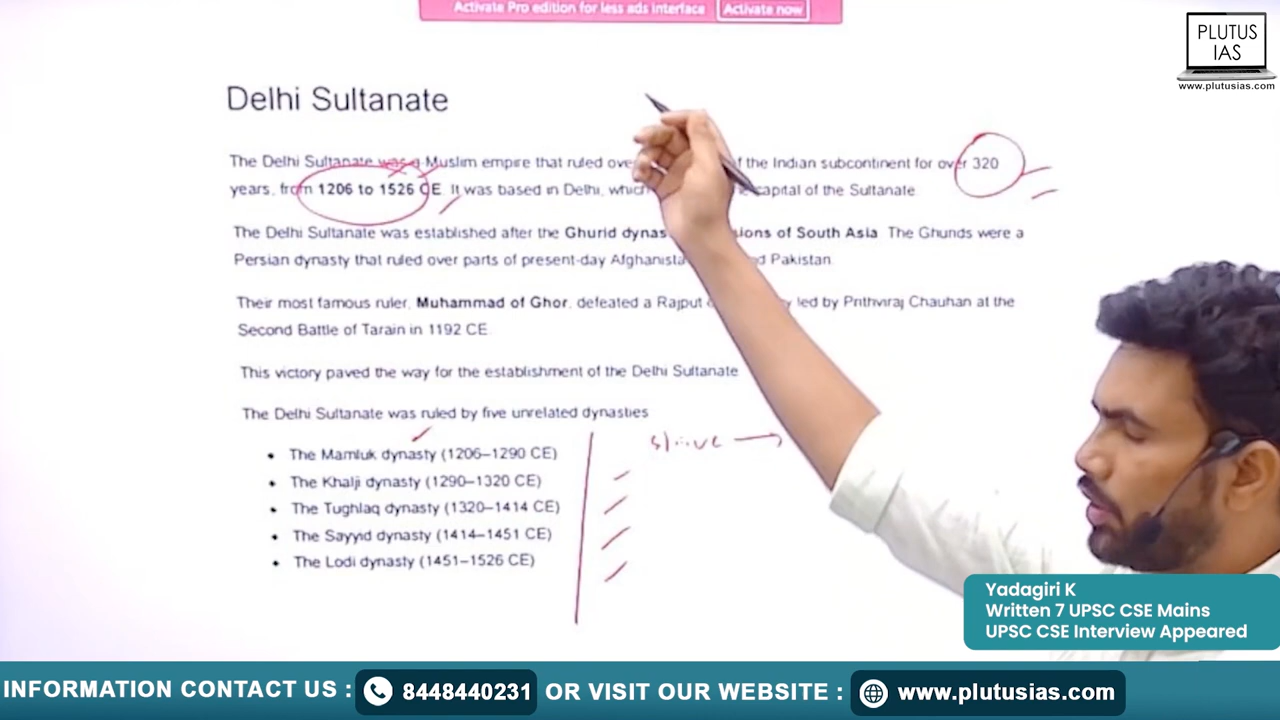 Activate Pro edition for less ads interface Activate now
PLUTUS
IAS
www.plutusias.com
Delhi Sultanate
The Delhi Sultanate was a Muslim empire that ruled of the Indian subcontinent for over 320
years, from 1206 to 1526 CE. It was based in Delhi, capital of the Sultanate.
The Delhi Sultanate was established after the Ghurid of South Asia. The Ghurids were a
Persian dynasty that ruled over parts of present-day Pakistan.
Their most famous ruler, Muhammad of Ghor, defeated a Rajput led by Prithviraj Chauhan at the
Second Battle of Tarain in 1192 CE.
This victory paved the way for the establishment of the Delhi Sultanate
The Delhi Sultanate was ruled by five unrelated dynasties
• The Mamluk dynasty (1206–1290 CE)
• The Khalji dynasty (1290–1320 CE)
• The Tughlaq dynasty (1320–1414 CE)
• The Sayyid dynasty (1414–1451 CE)
• The Lodi dynasty (1451–1526 CE)
Yadagiri K
Written 7 UPSC CSE Mains
UPSC CSE Interview Appeared
INFORMATION CONTACT US : 8448440231 OR VISIT OUR WEBSITE : www.plutusias.com